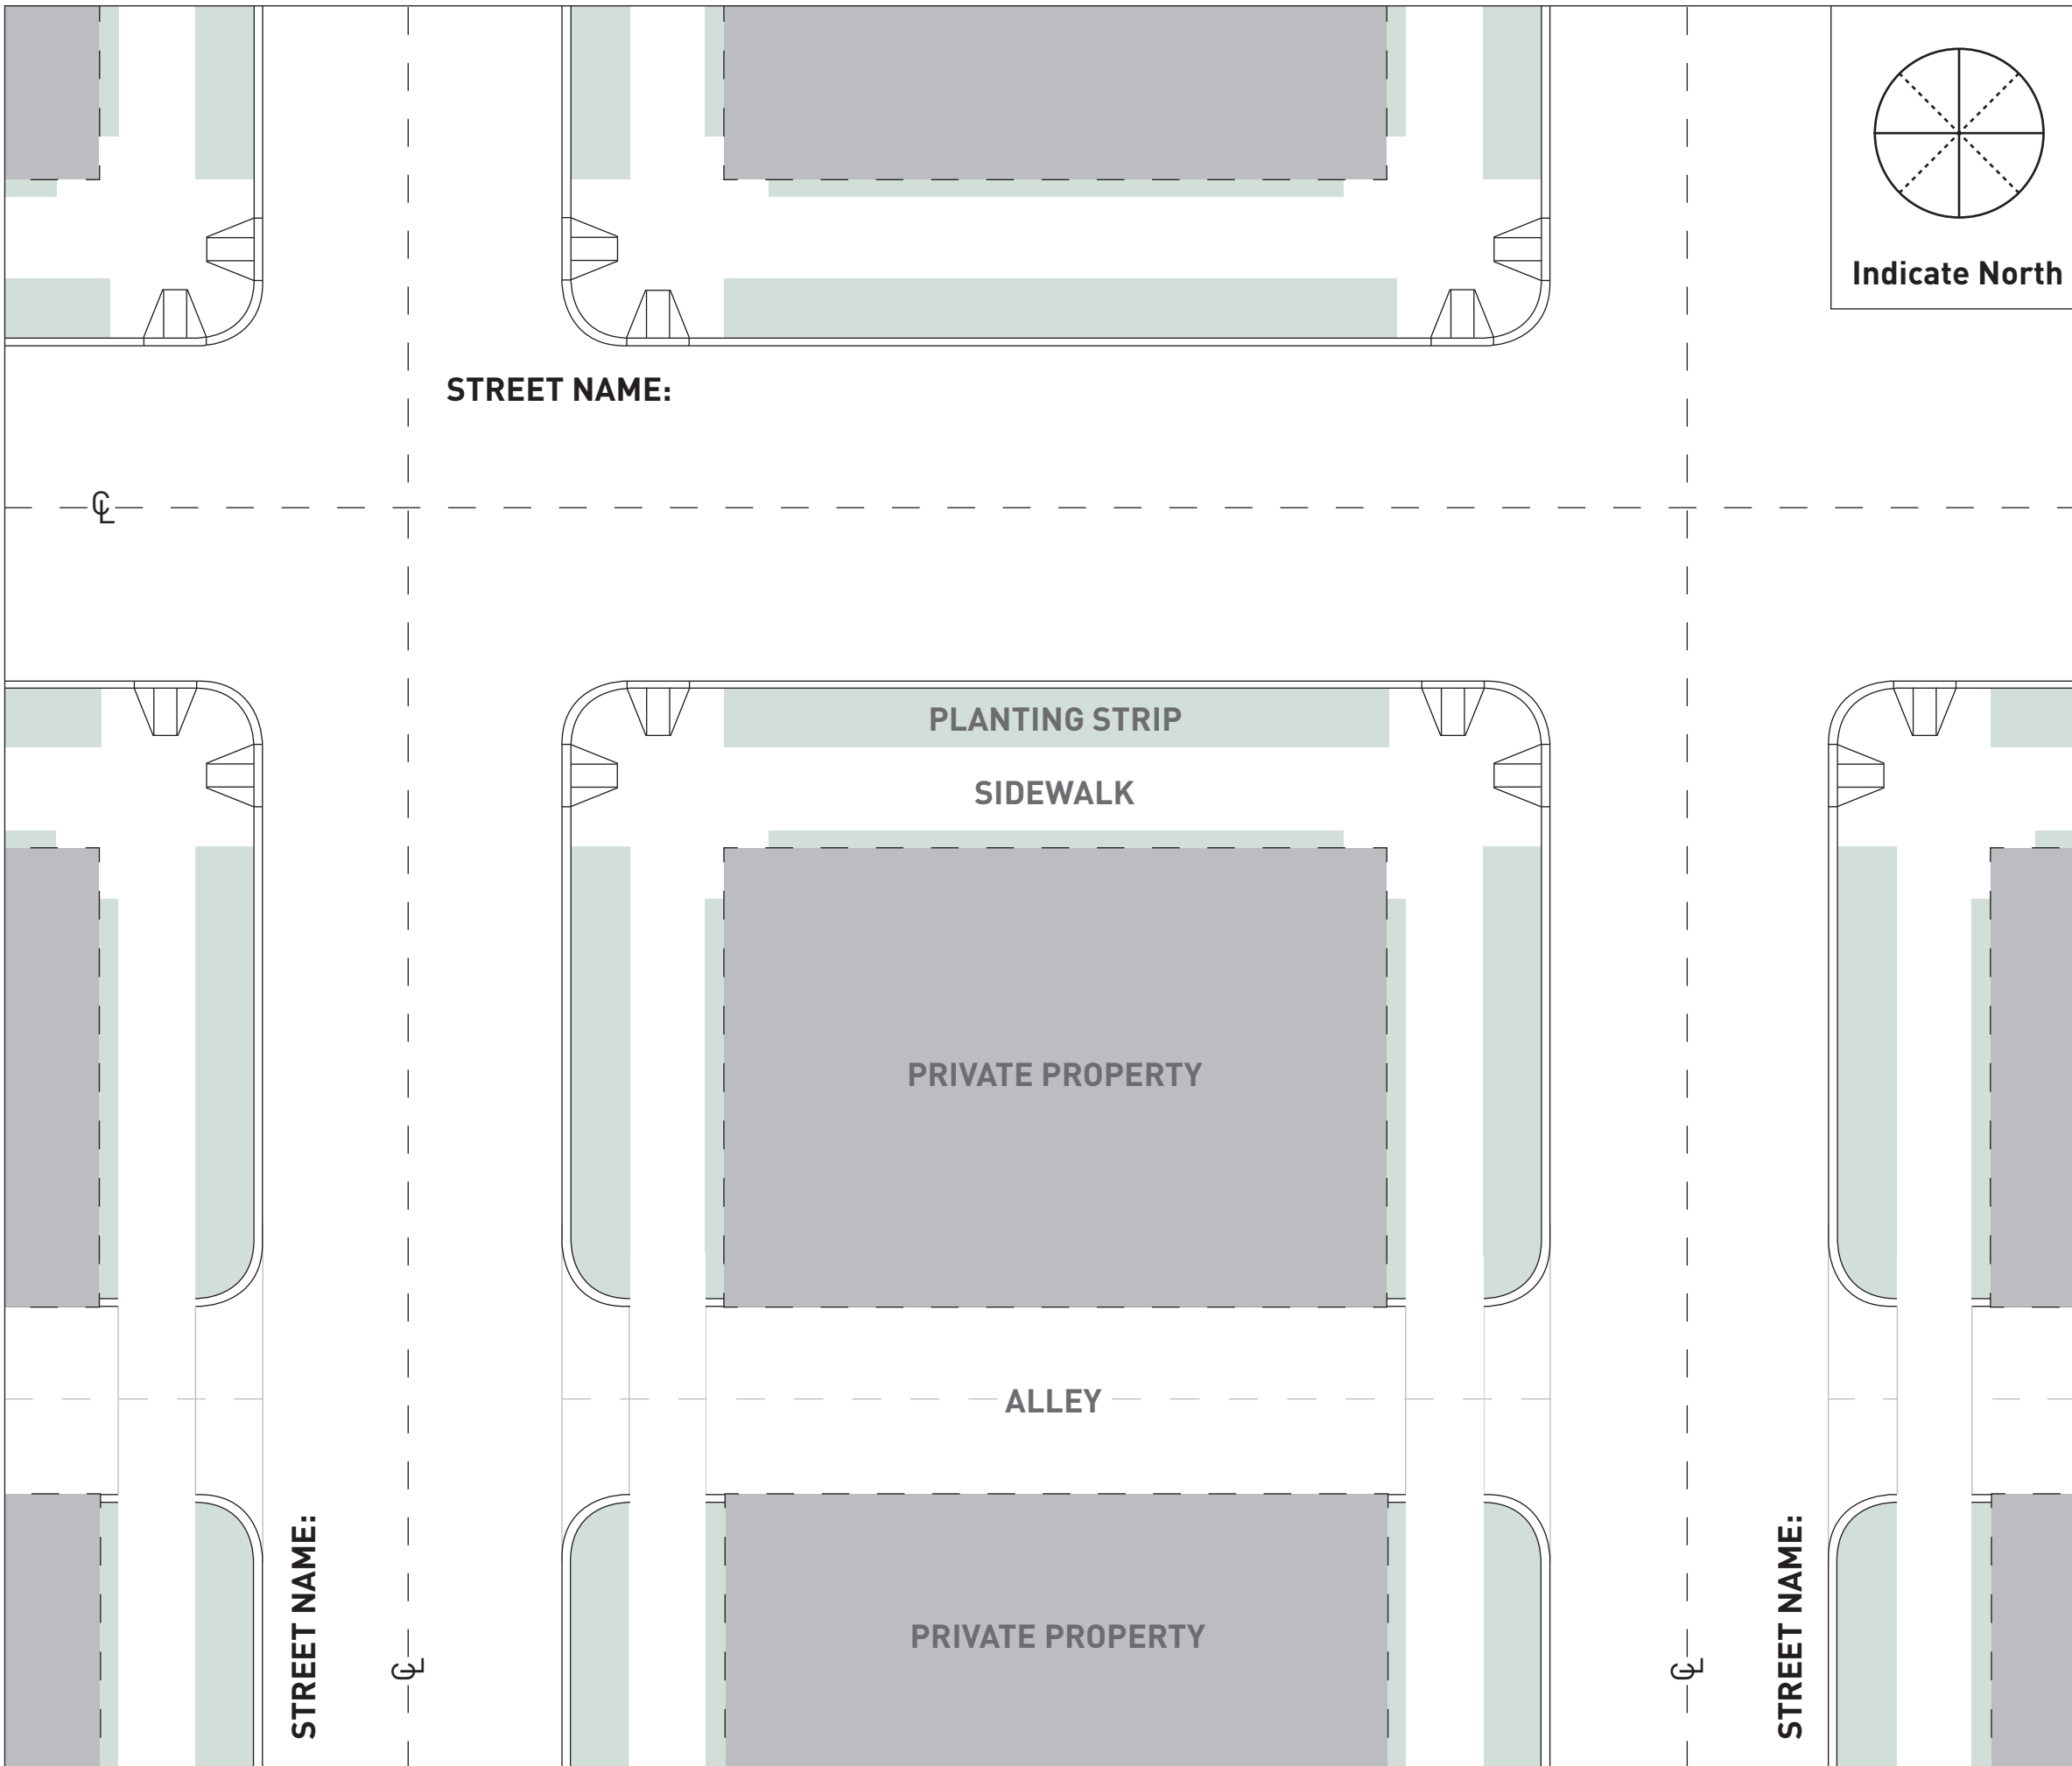 Indicate North
STREET NAME:
℄
PLANTING STRIP
SIDEWALK
PRIVATE PROPERTY
ALLEY
STREET NAME:
STREET NAME:
PRIVATE PROPERTY
℄
℄